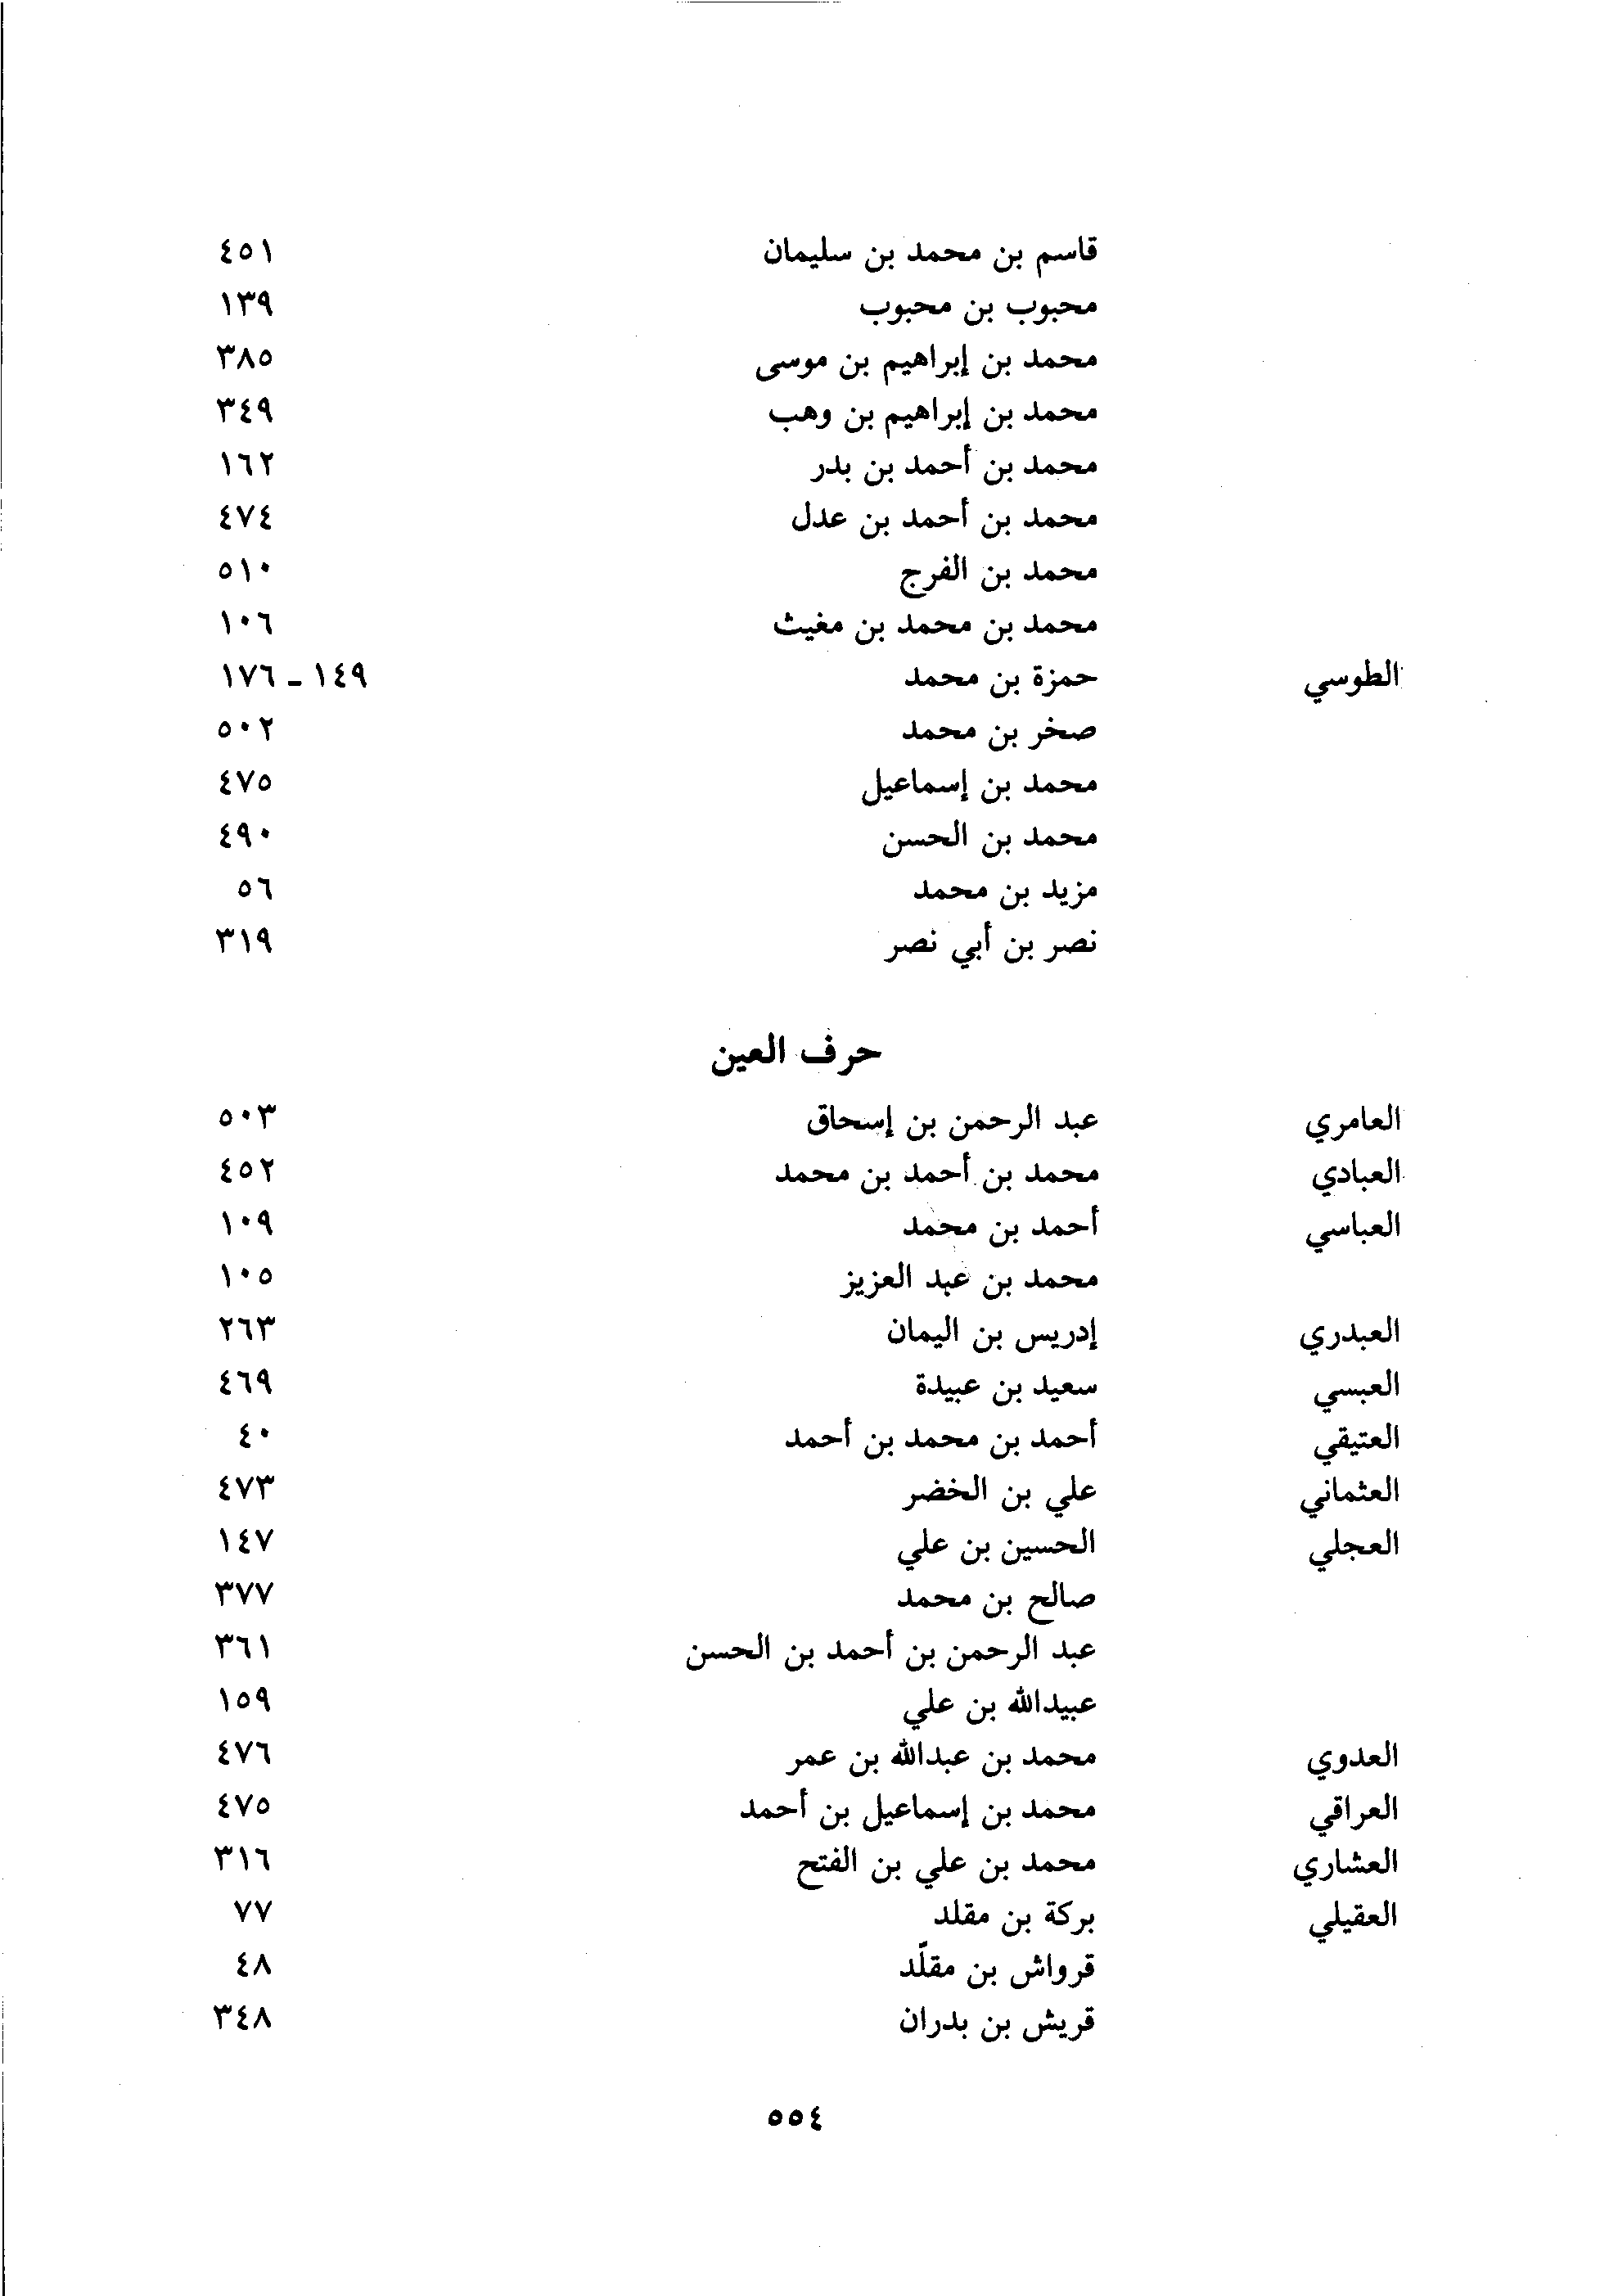 قاسم بن محمد بن سليمان ٤٥١
محبوب بن محبوب ١٣٩
محمد بن إبراهيم بن موسى ٣٨٥
محمد بن إبراهيم بن وهب ٣٤٩
محمد بن أحمد بن بدر ١٦٢
محمد بن أحمد بن عدل ٤٧٤
محمد بن الفرج ٥١٠
محمد بن محمد بن مغيث ١٠٦
الطوسي حمزة بن محمد ١٤٩ - ١٧٦
صخر بن محمد ٥٠٢
محمد بن إسماعيل ٤٧٥
محمد بن الحسن ٤٩٠
مزيد بن محمد ٥٦
نصر بن أبي نصر ٣١٩
حرف العين
العامري عبد الرحمن بن إسحاق ٥٠٣
العبادي محمد بن أحمد بن محمد ٤٥٢
العباسي أحمد بن محمد ١٠٩
محمد بن عبد العزيز ١٠٥
العبدري إدريس بن اليمان ٢٦٣
العبسي سعيد بن عبيدة ٤٦٩
العتيقي أحمد بن محمد بن أحمد ٤٠
العثماني علي بن الخضر ٤٧٣
العجلي الحسين بن علي ١٤٧
صالح بن محمد ٣٧٧
عبد الرحمن بن أحمد بن الحسن ٣٦١
عبيدالله بن علي ١٥٩
العدوي محمد بن عبدالله بن عمر ٤٧٦
العراقي محمد بن إسماعيل بن أحمد ٤٧٥
العشاري محمد بن علي بن الفتح ٣١٦
العقيلي بركة بن مقلد ٧٧
قرواش بن مقلّد ٤٨
قريش بن بدران ٣٤٨
٥٥٤